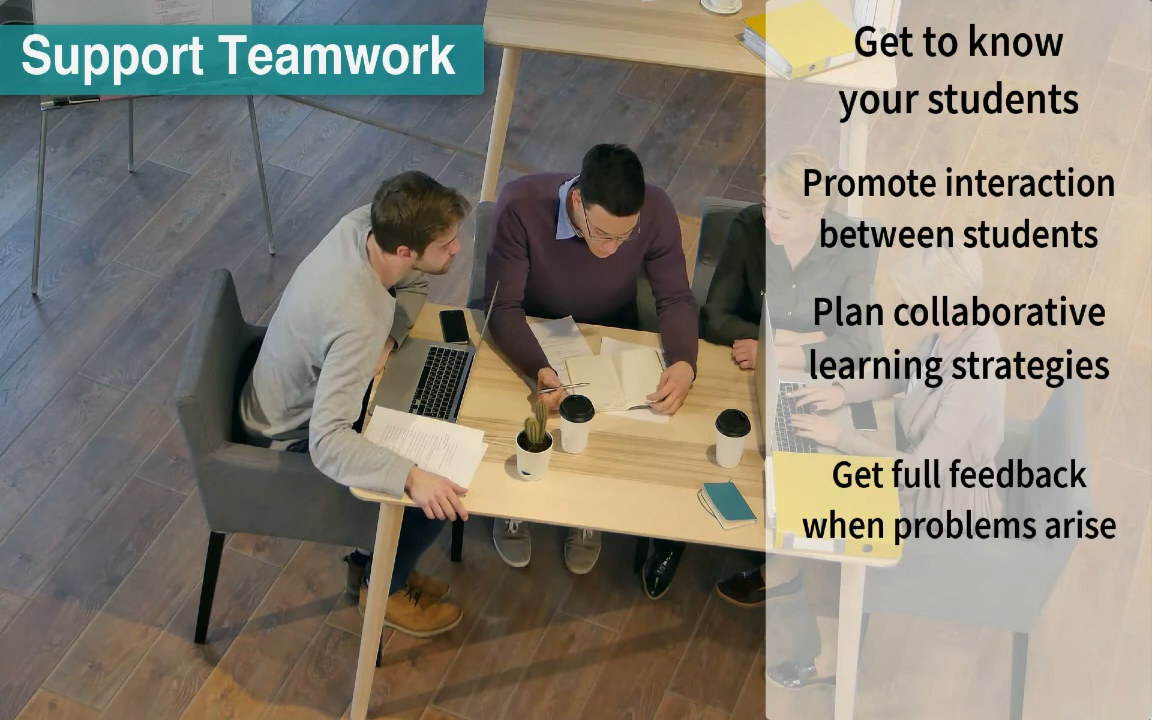 Support Teamwork
Get to know
your students
Promote interaction
between students
Plan collaborative
learning strategies
Get full feedback
when problems arise